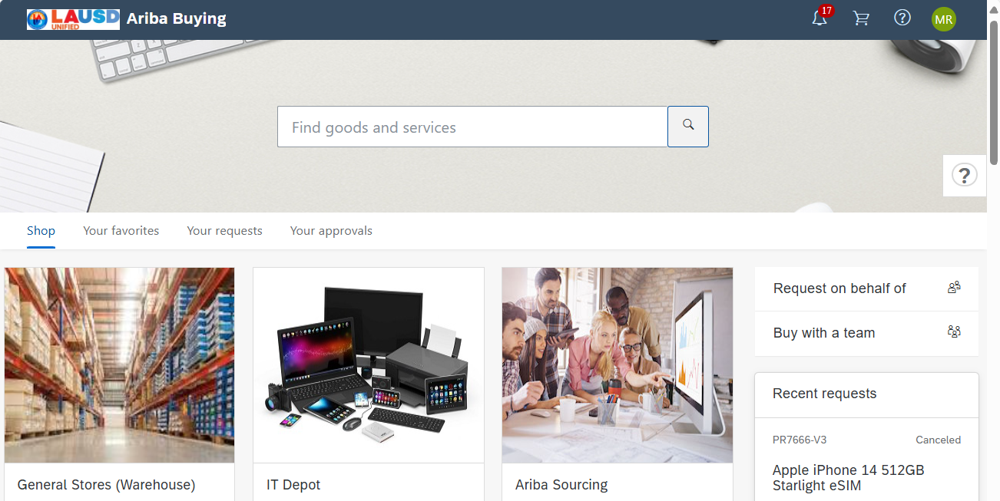 LAUSD
UNIFIED
Ariba Buying
17
?
MR
Find goods and services
?
Shop
Your favorites
Your requests
Your approvals
General Stores (Warehouse)
IT Depot
Ariba Sourcing
Request on behalf of
Buy with a team
Recent requests
PR7666-V3
Canceled
Apple iPhone 14 512GB
Starlight eSIM